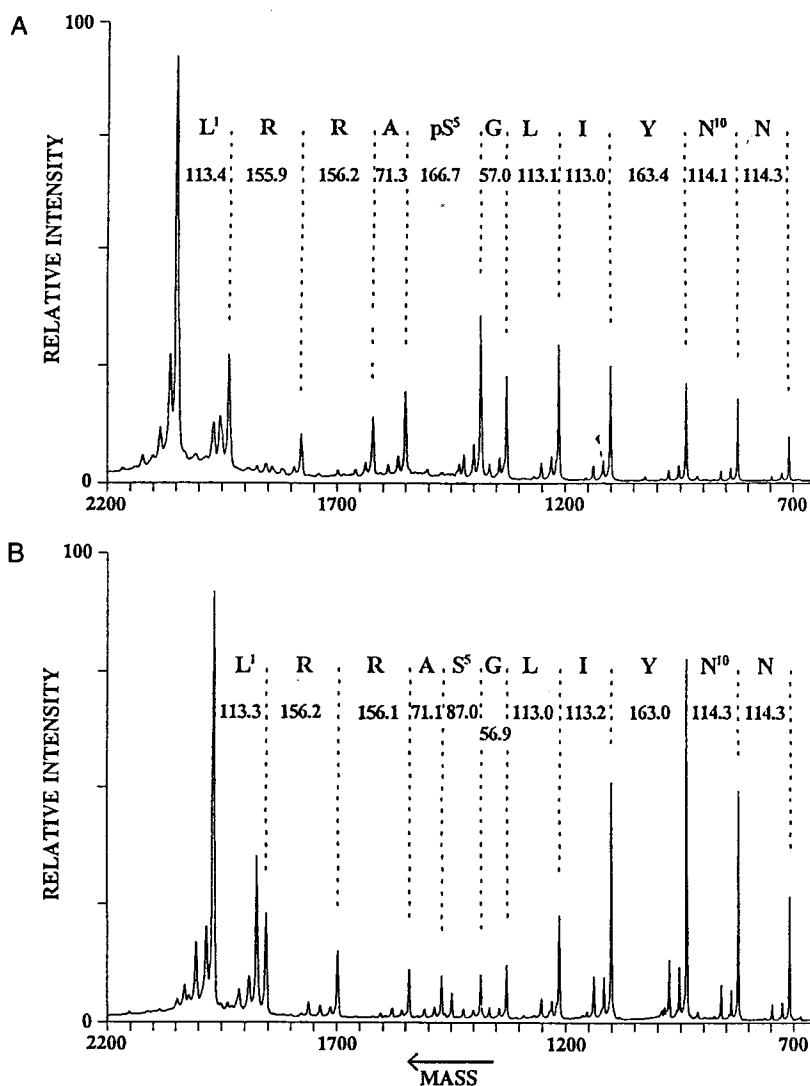 A
100
RELATIVE INTENSITY
L¹ R R A pS⁵ G L I Y N¹⁰ N
113.4 155.9 156.2 71.3 166.7 57.0 113.1 113.0 163.4 114.1 114.3
0
2200 1700 1200 700
B
100
RELATIVE INTENSITY
L¹ R R A S⁵ G L I Y N¹⁰ N
113.3 156.2 156.1 71.1 87.0 113.0 113.2 163.0 114.3 114.3
56.9
0
2200 1700 1200 700
MASS